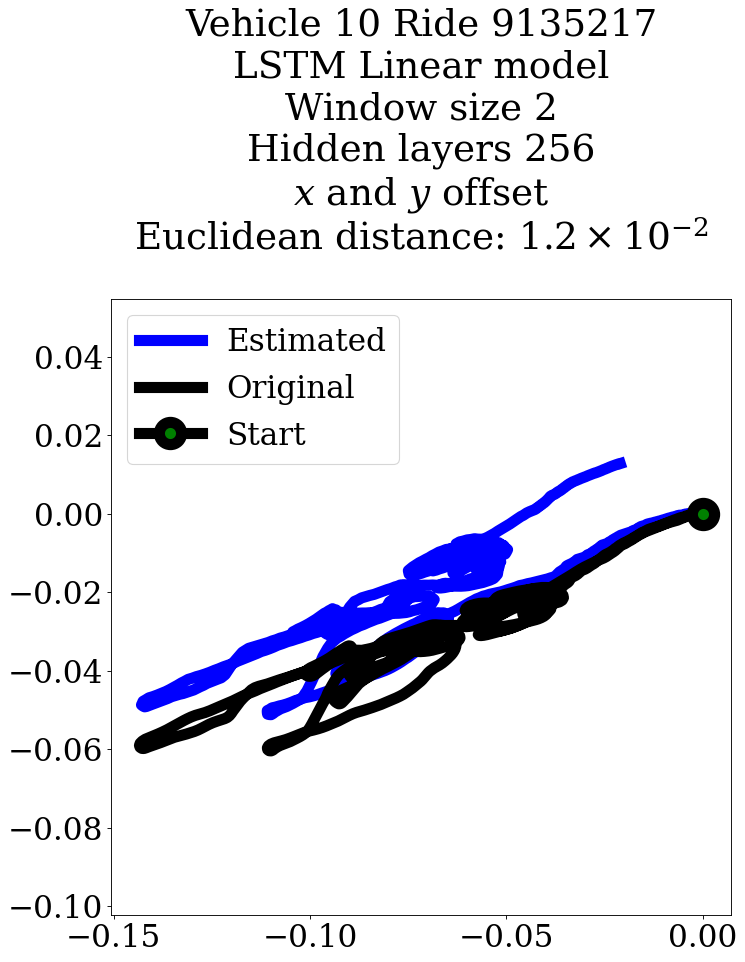 Vehicle 10 Ride 9135217
LSTM Linear model
Window size 2
Hidden layers 256
x and y offset
Euclidean distance: 1.2 × 10⁻²
Estimated
Original
Start
0.04
0.02
0.00
−0.02
−0.04
−0.06
−0.08
−0.10
−0.15 −0.10 −0.05 0.00